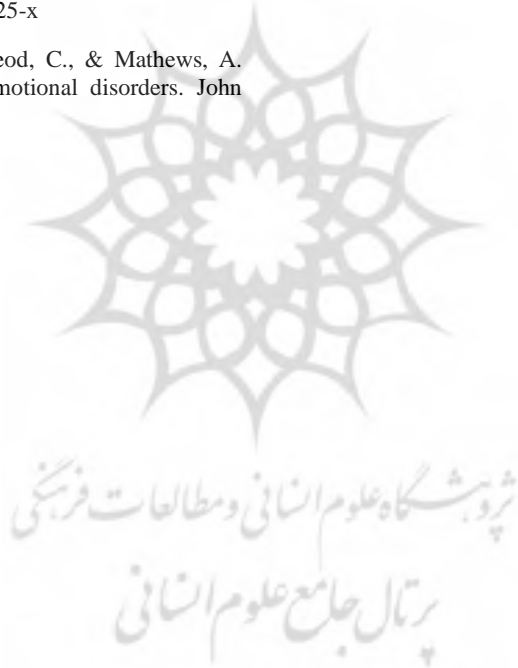 25-x
eod, C., & Mathews, A.
motional disorders. John
پژوهشگاه علوم انسانی و مطالعات فرهنگی
پرتال جامع علوم انسانی